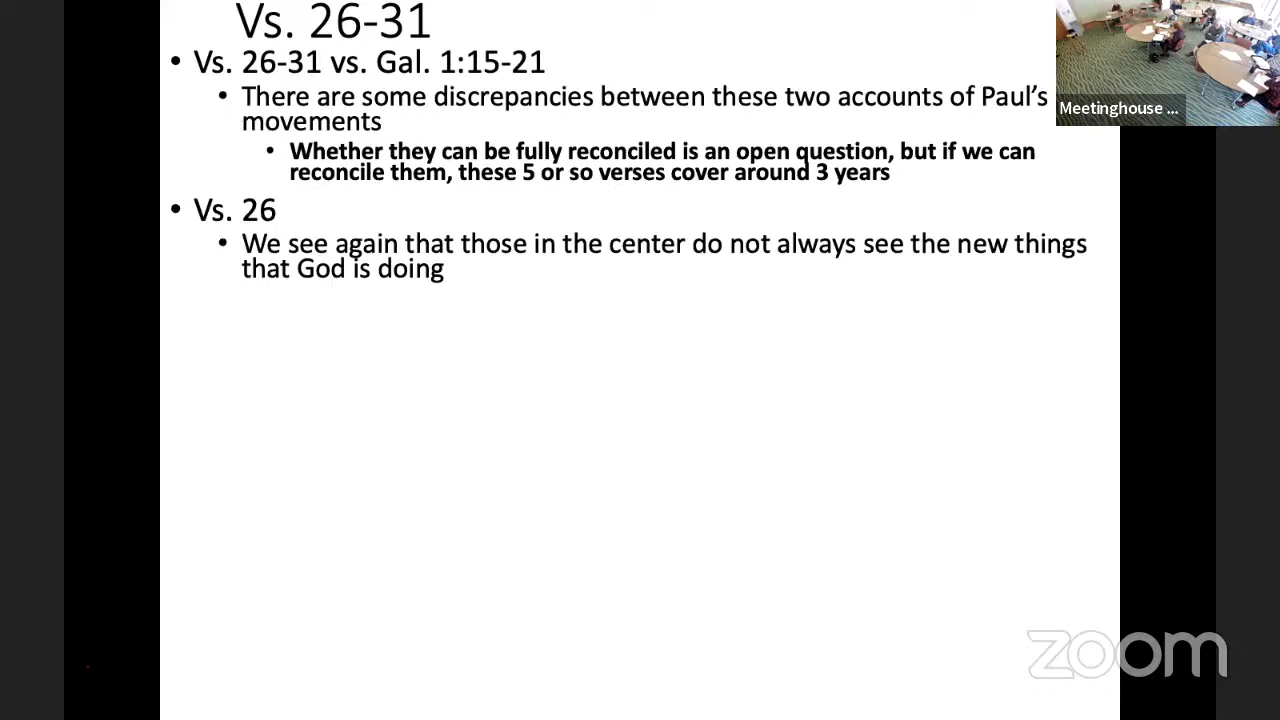 Vs. 26-31
• Vs. 26-31 vs. Gal. 1:15-21
• There are some discrepancies between these two accounts of Paul's
movements
• Whether they can be fully reconciled is an open question, but if we can
reconcile them, these 5 or so verses cover around 3 years
• Vs. 26
• We see again that those in the center do not always see the new things
that God is doing
Meetinghouse ...
zoom